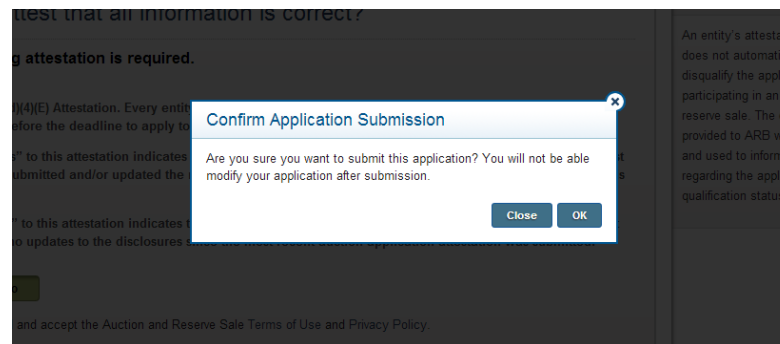 ttest that all information is correct?
g attestation is required.
)(4)(E) Attestation. Every entit
efore the deadline to apply to
s" to this attestation indicates
ubmitted and/or updated the
" to this attestation indicates t
o updates to the disclosures since the most recent auction application attestation was submitted.
and accept the Auction and Reserve Sale Terms of Use and Privacy Policy.
Confirm Application Submission
Are you sure you want to submit this application? You will not be able
modify your application after submission.
Close OK
An entity's attesta
does not automati
disqualify the appl
participating in an
reserve sale. The
provided to ARB w
and used to inform
regarding the appl
qualification statu